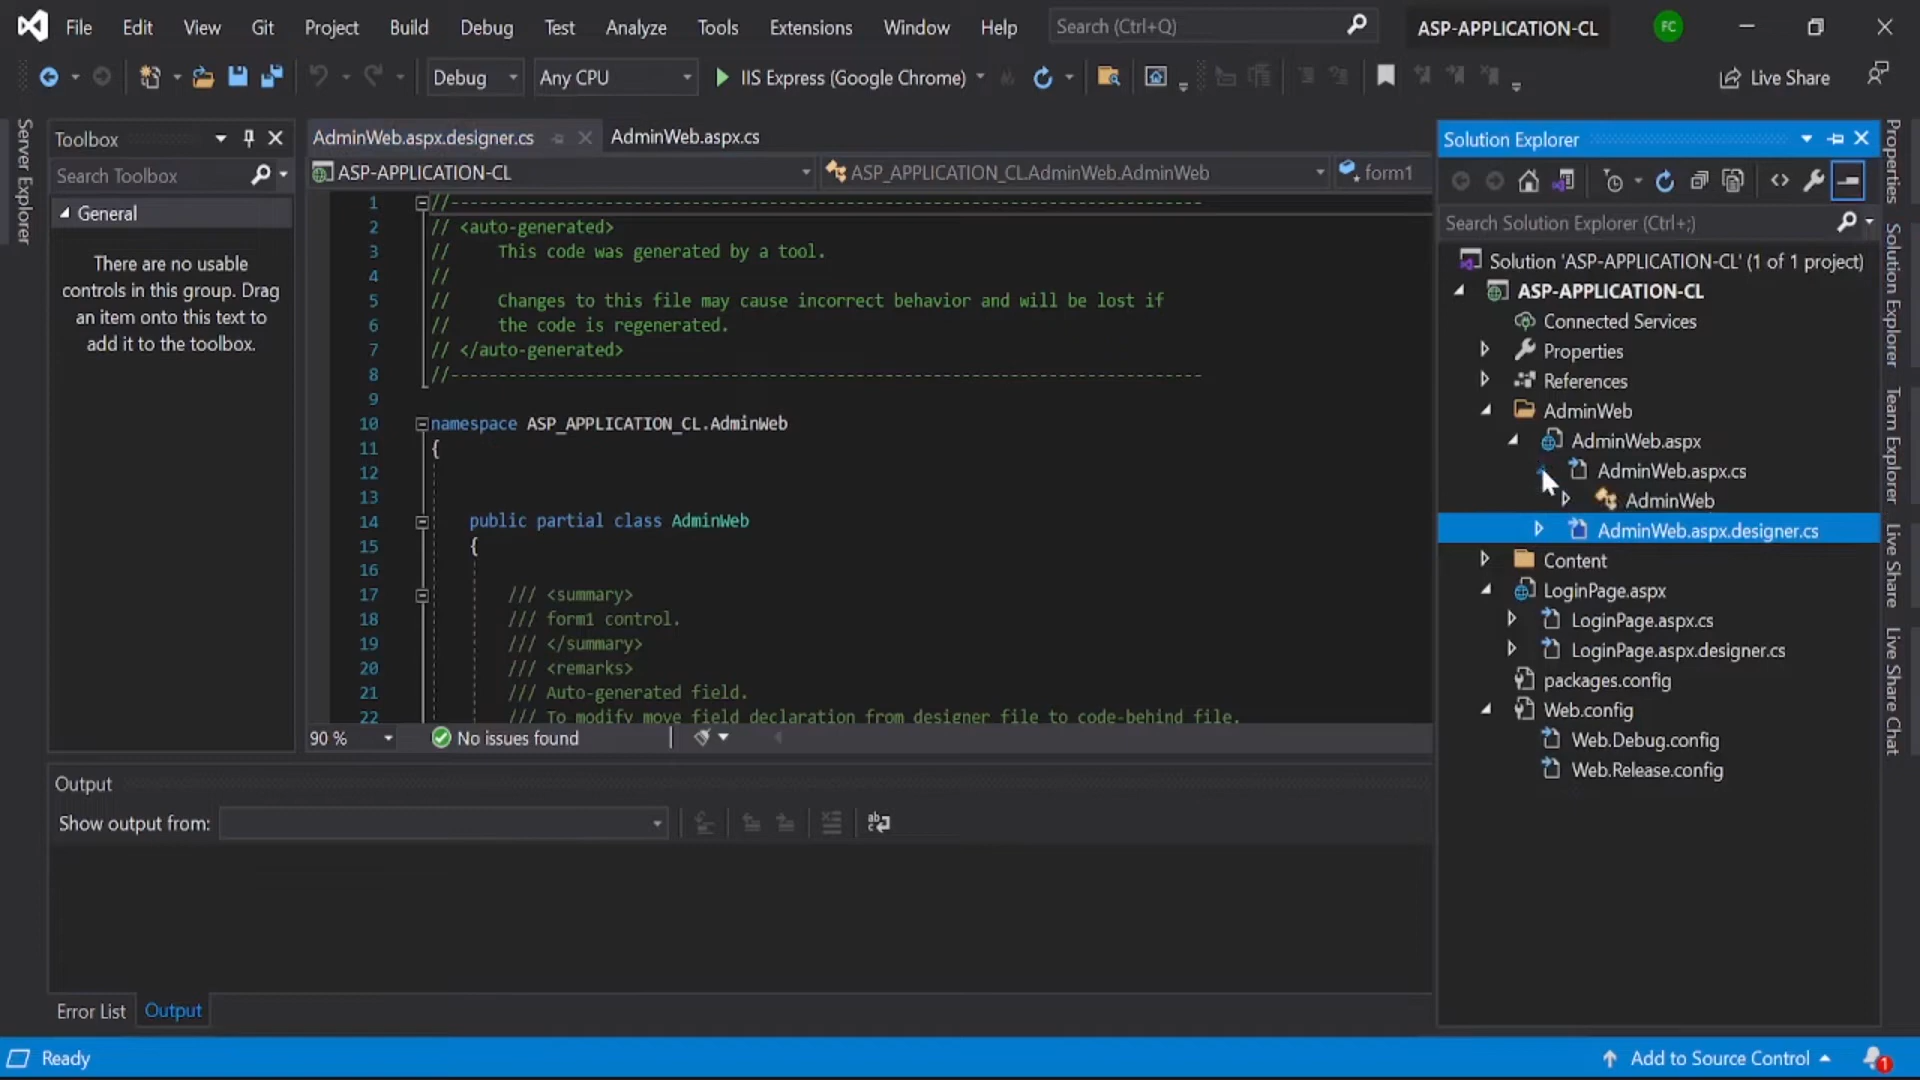 File Edit View Git Project Build Debug Test Analyze Tools Extensions Window Help Search (Ctrl+Q) ASP-APPLICATION-CL FC
Debug Any CPU IIS Express (Google Chrome) Live Share
Server Explorer
Toolbox
Search Toolbox
General
There are no usable
controls in this group. Drag
an item onto this text to
add it to the toolbox.
AdminWeb.aspx.designer.cs AdminWeb.aspx.cs
ASP-APPLICATION-CL ASP_APPLICATION_CL.AdminWeb.AdminWeb form1
1 //------------------------------------------------------------------------------
2 // <auto-generated>
3 //     This code was generated by a tool.
4 //
5 //     Changes to this file may cause incorrect behavior and will be lost if
6 //     the code is regenerated.
7 // </auto-generated>
8 //------------------------------------------------------------------------------
9
10 namespace ASP_APPLICATION_CL.AdminWeb
11 {
12
13
14 public partial class AdminWeb
15 {
16
17 /// <summary>
18 /// form1 control.
19 /// </summary>
20 /// <remarks>
21 /// Auto-generated field.
22 /// To modify move field declaration from designer file to code-behind file.
90 % No issues found
Output
Show output from:
Error List Output
Solution Explorer
Search Solution Explorer (Ctrl+;)
Solution 'ASP-APPLICATION-CL' (1 of 1 project)
ASP-APPLICATION-CL
Connected Services
Properties
References
AdminWeb
AdminWeb.aspx
AdminWeb.aspx.cs
AdminWeb
AdminWeb.aspx.designer.cs
Content
LoginPage.aspx
LoginPage.aspx.cs
LoginPage.aspx.designer.cs
packages.config
Web.config
Web.Debug.config
Web.Release.config
Properties
Solution Explorer
Team Explorer
Live Share
Live Share Chat
Ready Add to Source Control 1